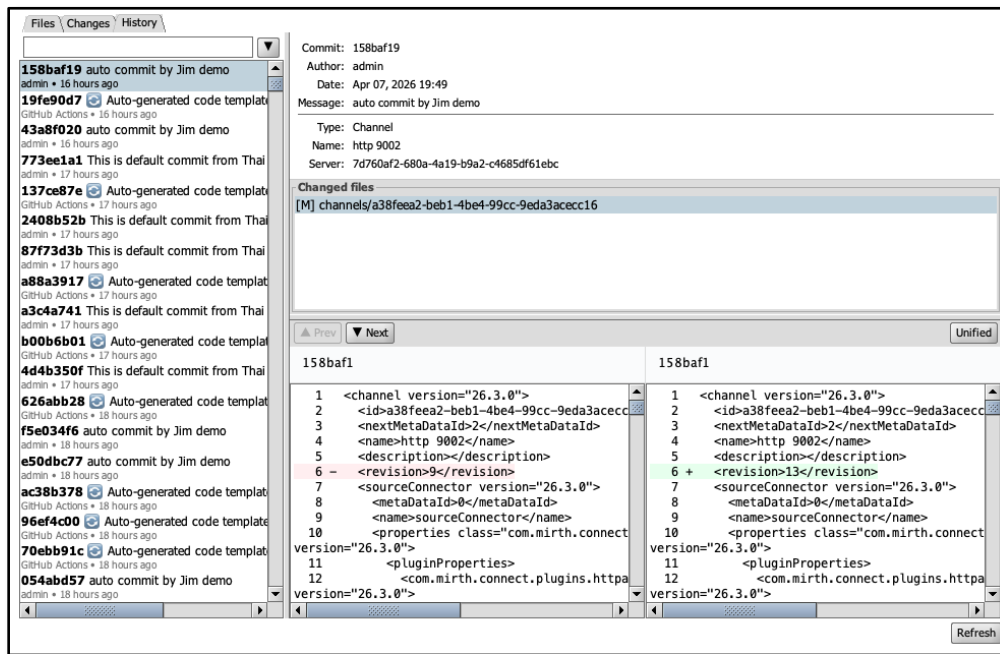 Files
Changes
History
158baf19 auto commit by Jim demo
admin • 16 hours ago
19fe90d7 Auto-generated code templat
GitHub Actions • 16 hours ago
43a8f020 auto commit by Jim demo
admin • 16 hours ago
773ee1a1 This is default commit from Thai
admin • 17 hours ago
137ce87e Auto-generated code templat
GitHub Actions • 17 hours ago
2408b52b This is default commit from Thai
admin • 17 hours ago
87f73d3b This is default commit from Thai
admin • 17 hours ago
a88a3917 Auto-generated code templat
GitHub Actions • 17 hours ago
a3c4a741 This is default commit from Thai
admin • 17 hours ago
b00b6b01 Auto-generated code templat
GitHub Actions • 17 hours ago
4d4b350f This is default commit from Thai
admin • 17 hours ago
626abb28 Auto-generated code templat
GitHub Actions • 18 hours ago
f5e034f6 auto commit by Jim demo
admin • 18 hours ago
e50dbc77 auto commit by Jim demo
admin • 18 hours ago
ac38b378 Auto-generated code templat
GitHub Actions • 18 hours ago
96ef4c00 Auto-generated code template
GitHub Actions • 18 hours ago
70ebb91c Auto-generated code templat
GitHub Actions • 18 hours ago
054abd57 auto commit by Jim demo
admin • 18 hours ago
Commit: 158baf19
Author: admin
Date: Apr 07, 2026 19:49
Message: auto commit by Jim demo
Type: Channel
Name: http 9002
Server: 7d760af2-680a-4a19-b9a2-c4685df61ebc
Changed files
[M] channels/a38feea2-beb1-4be4-99cc-9eda3acecc16
▲ Prev
▼ Next
Unified
158baf1
1 <channel version="26.3.0">
2 <id>a38feea2-beb1-4be4-99cc-9eda3acecc
3 <nextMetaDataId>2</nextMetaDataId>
4 <name>http 9002</name>
5 <description></description>
6 – <revision>9</revision>
7 <sourceConnector version="26.3.0">
8 <metaDataId>0</metaDataId>
9 <name>sourceConnector</name>
10 <properties class="com.mirth.connect
version="26.3.0">
11 <pluginProperties>
12 <com.mirth.connect.plugins.httpa
version="26.3.0">
158baf1
1 <channel version="26.3.0">
2 <id>a38feea2-beb1-4be4-99cc-9eda3acecc
3 <nextMetaDataId>2</nextMetaDataId>
4 <name>http 9002</name>
5 <description></description>
6 + <revision>13</revision>
7 <sourceConnector version="26.3.0">
8 <metaDataId>0</metaDataId>
9 <name>sourceConnector</name>
10 <properties class="com.mirth.connect
version="26.3.0">
11 <pluginProperties>
12 <com.mirth.connect.plugins.httpa
version="26.3.0">
Refresh